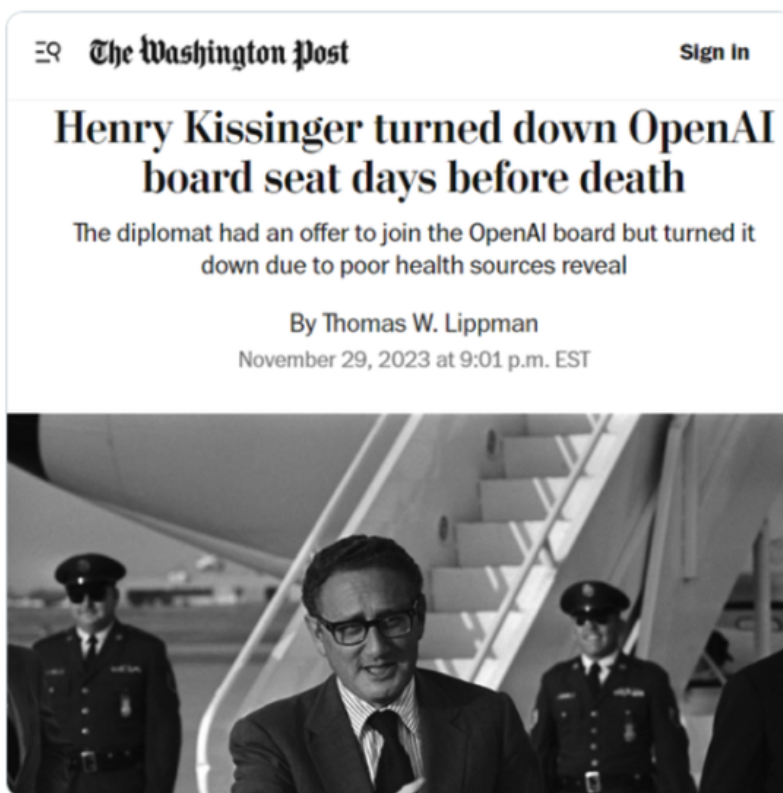 The Washington Post
Sign in
Henry Kissinger turned down OpenAI
board seat days before death
The diplomat had an offer to join the OpenAI board but turned it
down due to poor health sources reveal
By Thomas W. Lippman
November 29, 2023 at 9:01 p.m. EST